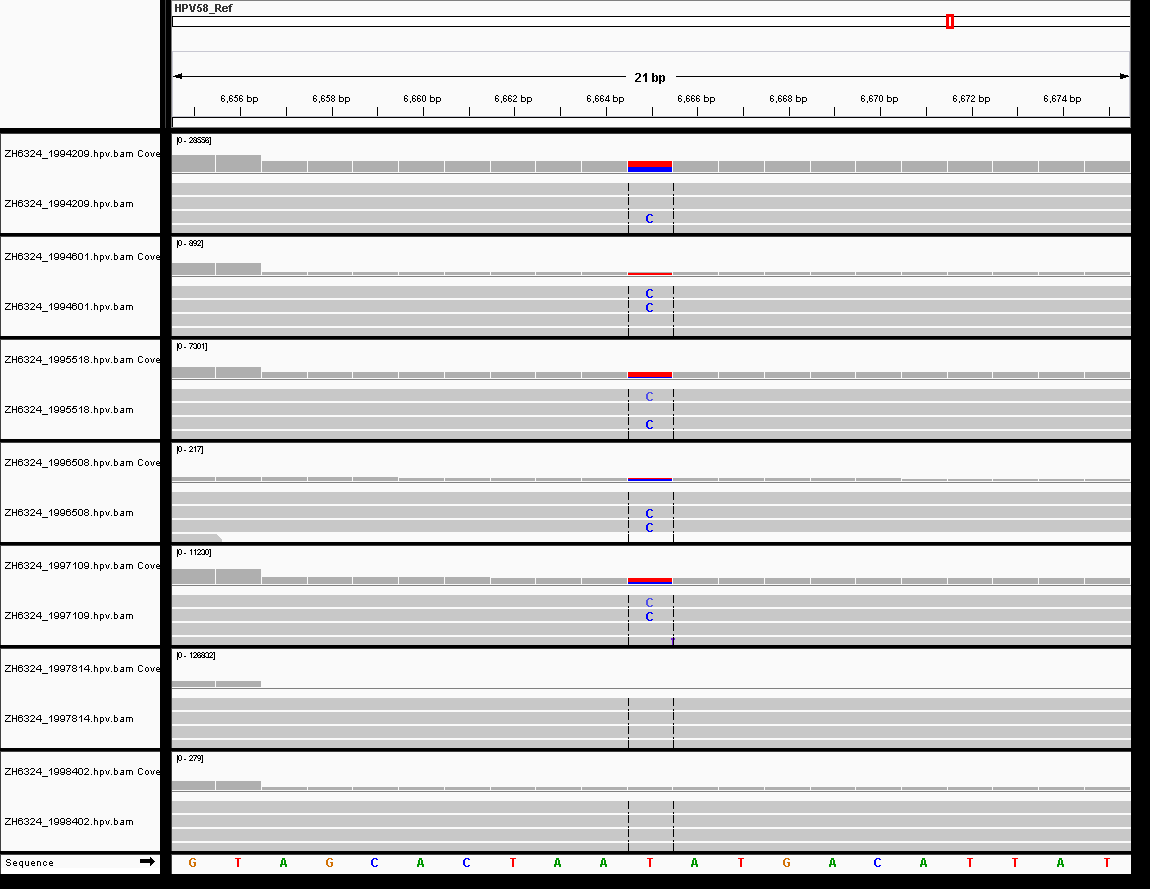 HPV58_Ref
21 bp
6,656 bp 6,658 bp 6,660 bp 6,662 bp 6,664 bp 6,666 bp 6,668 bp 6,670 bp 6,672 bp 6,674 bp
[0 - 28556]
ZH6324_1994209.hpv.bam Cove
ZH6324_1994209.hpv.bam
C
[0 - 892]
ZH6324_1994601.hpv.bam Cove
C
ZH6324_1994601.hpv.bam
C
[0 - 7301]
ZH6324_1995518.hpv.bam Cove
C
ZH6324_1995518.hpv.bam
C
[0 - 217]
ZH6324_1996508.hpv.bam Cove
ZH6324_1996508.hpv.bam
C
C
[0 - 11230]
ZH6324_1997109.hpv.bam Cove
C
ZH6324_1997109.hpv.bam
C
[0 - 126832]
ZH6324_1997814.hpv.bam Cove
ZH6324_1997814.hpv.bam
[0 - 279]
ZH6324_1998402.hpv.bam Cove
ZH6324_1998402.hpv.bam
Sequence G T A G C A C T A A T A T G A C A T T A T